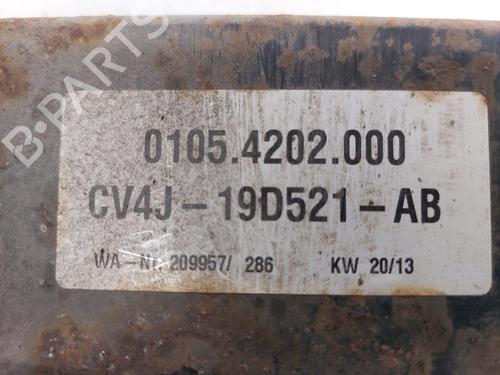 B-PARTS
0105.4202.000
CV4J-19D521-AB
WA-Nr. 209957/ 286 KW 20/13